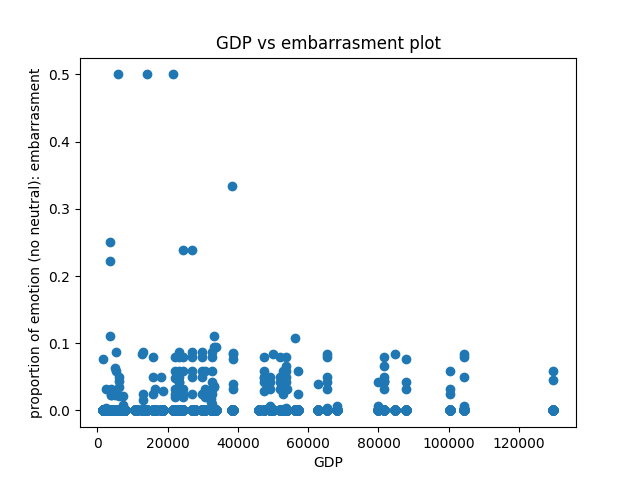 GDP vs embarrasment plot
proportion of emotion (no neutral): embarrasment
0.5
0.4
0.3
0.2
0.1
0.0
0 20000 40000 60000 80000 100000 120000
GDP